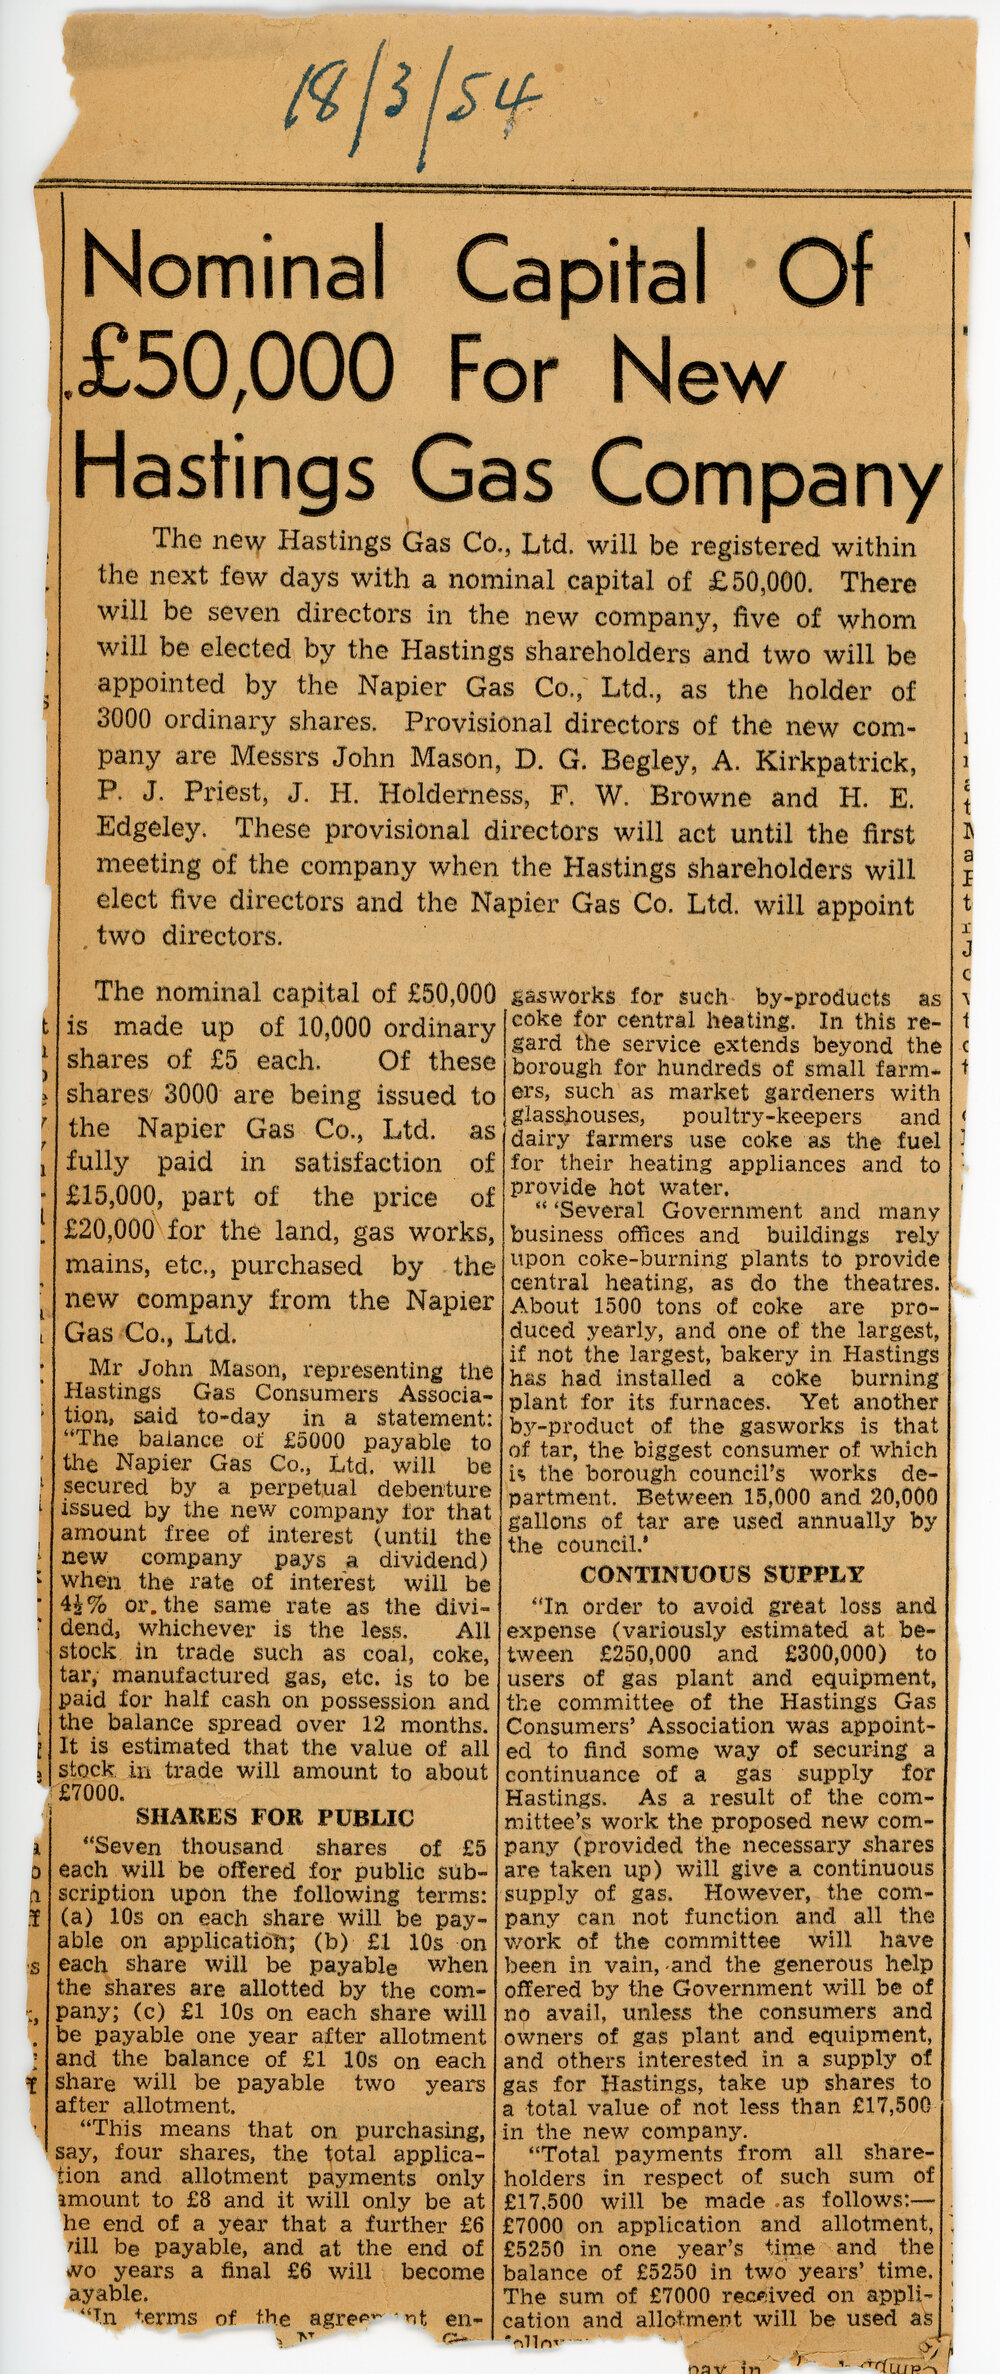 18/3/54
Nominal Capital Of
£50,000 For New
Hastings Gas Company
The new Hastings Gas Co., Ltd. will be registered within
the next few days with a nominal capital of £50,000. There
will be seven directors in the new company, five of whom
will be elected by the Hastings shareholders and two will be
appointed by the Napier Gas Co., Ltd., as the holder of
3000 ordinary shares. Provisional directors of the new com-
pany are Messrs John Mason, D. G. Begley, A. Kirkpatrick,
P. J. Priest, J. H. Holderness, F. W. Browne and H. E.
Edgeley. These provisional directors will act until the first
meeting of the company when the Hastings shareholders will
elect five directors and the Napier Gas Co. Ltd. will appoint
two directors.
The nominal capital of £50,000
is made up of 10,000 ordinary
shares of £5 each. Of these
shares 3000 are being issued to
the Napier Gas Co., Ltd. as
fully paid in satisfaction of
£15,000, part of the price of
£20,000 for the land, gas works,
mains, etc., purchased by the
new company from the Napier
Gas Co., Ltd.
Mr John Mason, representing the
Hastings Gas Consumers Associa-
tion, said to-day in a statement:
"The balance of £5000 payable to
the Napier Gas Co., Ltd. will be
secured by a perpetual debenture
issued by the new company for that
amount free of interest (until the
new company pays a dividend)
when the rate of interest will be
4½% or the same rate as the divi-
dend, whichever is the less. All
stock in trade such as coal, coke,
tar, manufactured gas, etc. is to be
paid for half cash on possession and
the balance spread over 12 months.
It is estimated that the value of all
stock in trade will amount to about
£7000.
SHARES FOR PUBLIC
"Seven thousand shares of £5
each will be offered for public sub-
scription upon the following terms:
(a) 10s on each share will be pay-
able on application; (b) £1 10s on
each share will be payable when
the shares are allotted by the com-
pany; (c) £1 10s on each share will
be payable one year after allotment
and the balance of £1 10s on each
share will be payable two years
after allotment.
"This means that on purchasing,
say, four shares, the total applica-
tion and allotment payments only
amount to £8 and it will only be at
he end of a year that a further £6
will be payable, and at the end of
wo years a final £6 will become
ayable.
"In terms of the agreement en-
gasworks for such by-products as
coke for central heating. In this re-
gard the service extends beyond the
borough for hundreds of small farm-
ers, such as market gardeners with
glasshouses, poultry-keepers and
dairy farmers use coke as the fuel
for their heating appliances and to
provide hot water.
" 'Several Government and many
business offices and buildings rely
upon coke-burning plants to provide
central heating, as do the theatres.
About 1500 tons of coke are pro-
duced yearly, and one of the largest,
if not the largest, bakery in Hastings
has had installed a coke burning
plant for its furnaces. Yet another
by-product of the gasworks is that
of tar, the biggest consumer of which
is the borough council's works de-
partment. Between 15,000 and 20,000
gallons of tar are used annually by
the council.'
CONTINUOUS SUPPLY
"In order to avoid great loss and
expense (variously estimated at be-
tween £250,000 and £300,000) to
users of gas plant and equipment,
the committee of the Hastings Gas
Consumers' Association was appoint-
ed to find some way of securing a
continuance of a gas supply for
Hastings. As a result of the com-
mittee's work the proposed new com-
pany (provided the necessary shares
are taken up) will give a continuous
supply of gas. However, the com-
pany can not function and all the
work of the committee will have
been in vain, and the generous help
offered by the Government will be of
no avail, unless the consumers and
owners of gas plant and equipment,
and others interested in a supply of
gas for Hastings, take up shares to
a total value of not less than £17,500
in the new company.
"Total payments from all share-
holders in respect of such sum of
£17,500 will be made as follows:—
£7000 on application and allotment,
£5250 in one year's time and the
balance of £5250 in two years' time.
The sum of £7000 received on appli-
cation and allotment will be used as
pay in